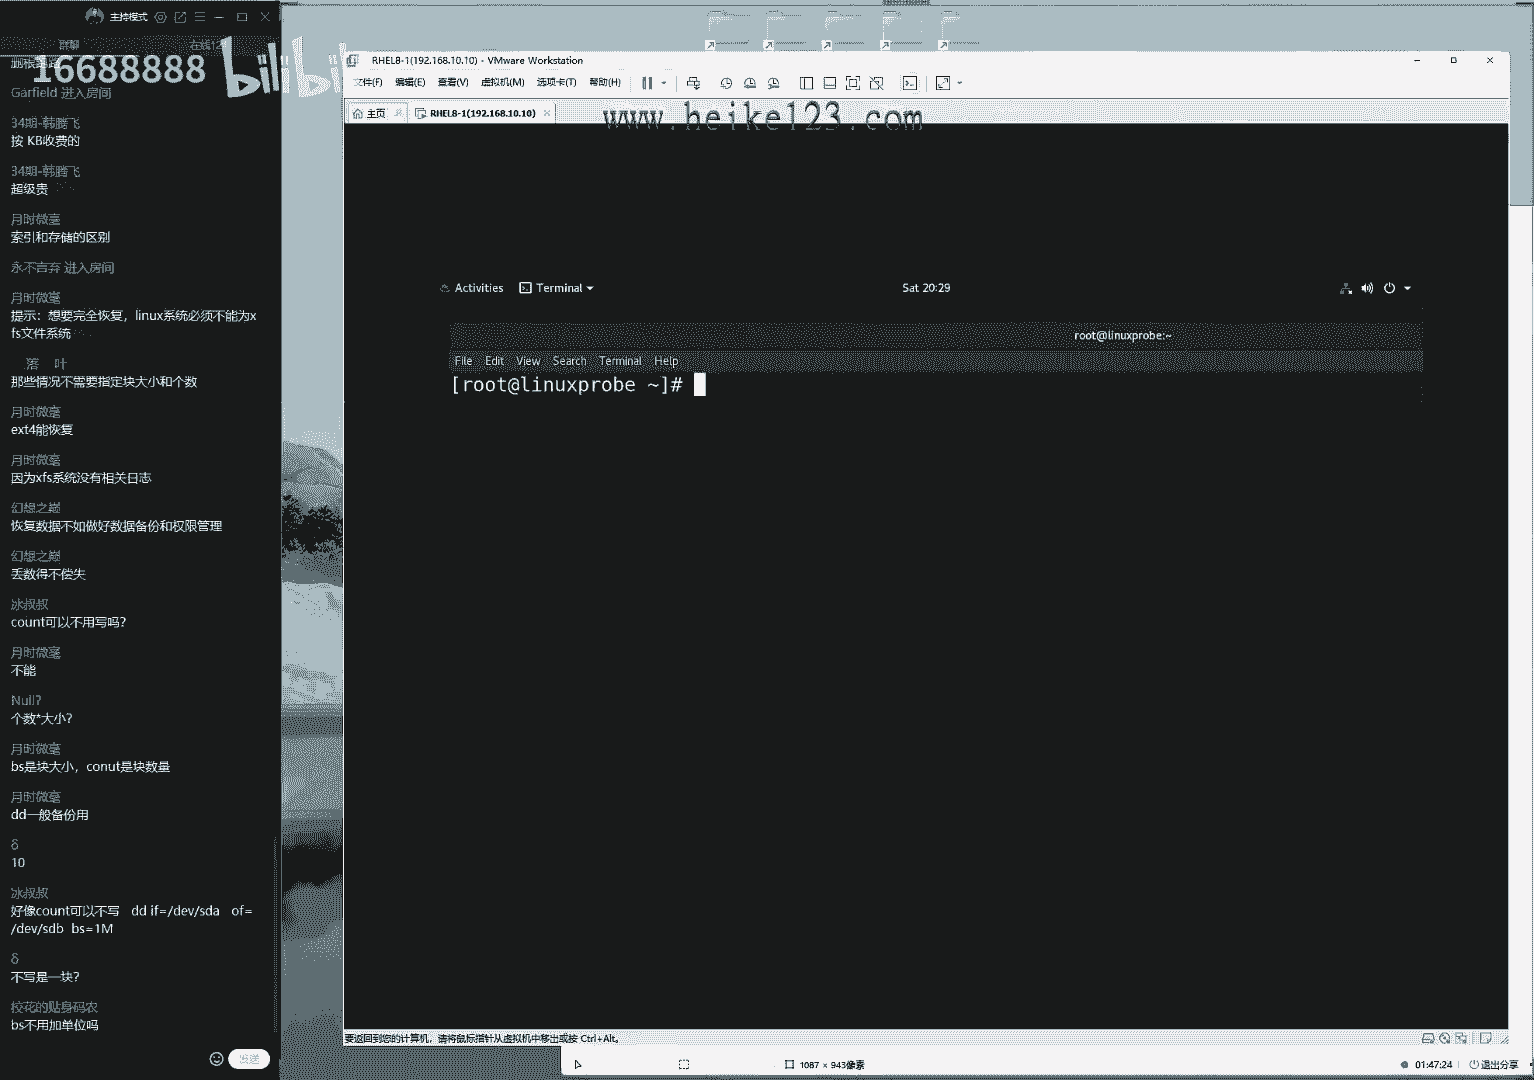 主持模式
群聊
在线12
16688888
bilibili
Garfield 进入房间
34期-韩腾飞
按 KB收费的
34期-韩腾飞
超级贵
月时微毫
索引和存储的区别
永不言弃 进入房间
月时微毫
提示：想要完全恢复，linux系统必须不能为x
fs文件系统
落 叶
那些情况不需要指定块大小和个数
月时微毫
ext4能恢复
月时微毫
因为xfs系统没有相关日志
幻想之巅
恢复数据不如做好数据备份和权限管理
幻想之巅
丢数得不偿失
冰叔叔
count可以不用写吗?
月时微毫
不能
Null?
个数*大小?
月时微毫
bs是块大小，conut是块数量
月时微毫
dd一般备份用
δ
10
冰叔叔
好像count可以不写 dd if=/dev/sda of=
/dev/sdb bs=1M
δ
不写是一块?
校花的贴身码农
bs不用加单位吗
发送
RHEL8-1(192.168.10.10) - VMware Workstation
文件(F) 编辑(E) 查看(V) 虚拟机(M) 选项卡(T) 帮助(H)
主页
RHEL8-1(192.168.10.10)
www.heike123.com
Activities Terminal
Sat 20:29
root@linuxprobe:~
File Edit View Search Terminal Help
[root@linuxprobe ~]#
要返回到您的计算机，请将鼠标指针从虚拟机中移出或按 Ctrl+Alt。
1087 × 943像素
01:47:24
退出分享